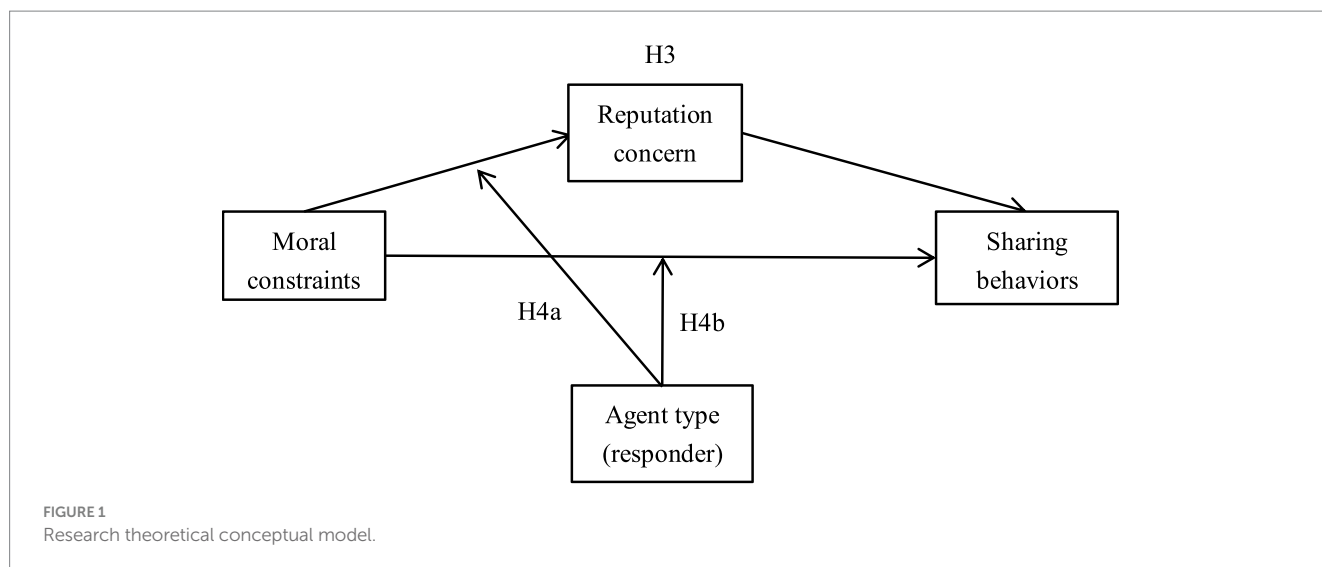 H3
Reputation
concern
Moral
constraints
Sharing
behaviors
H4a
H4b
Agent type
(responder)
FIGURE 1
Research theoretical conceptual model.